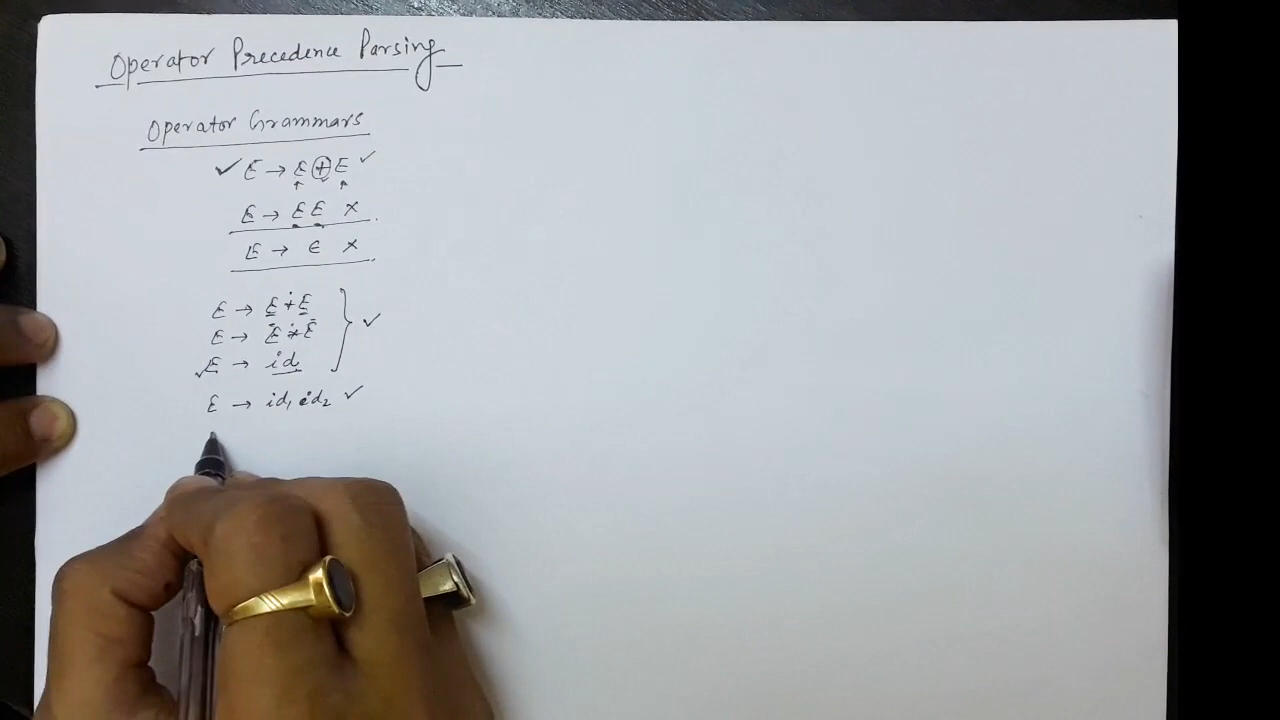 Operator Precedence Parsing
Operator Grammars
✓ E → E + E ✓
E → E E ×
E → ϵ ×
E → E + E
E → E * E } ✓
✓ E → id
E → id₁ id₂ ✓